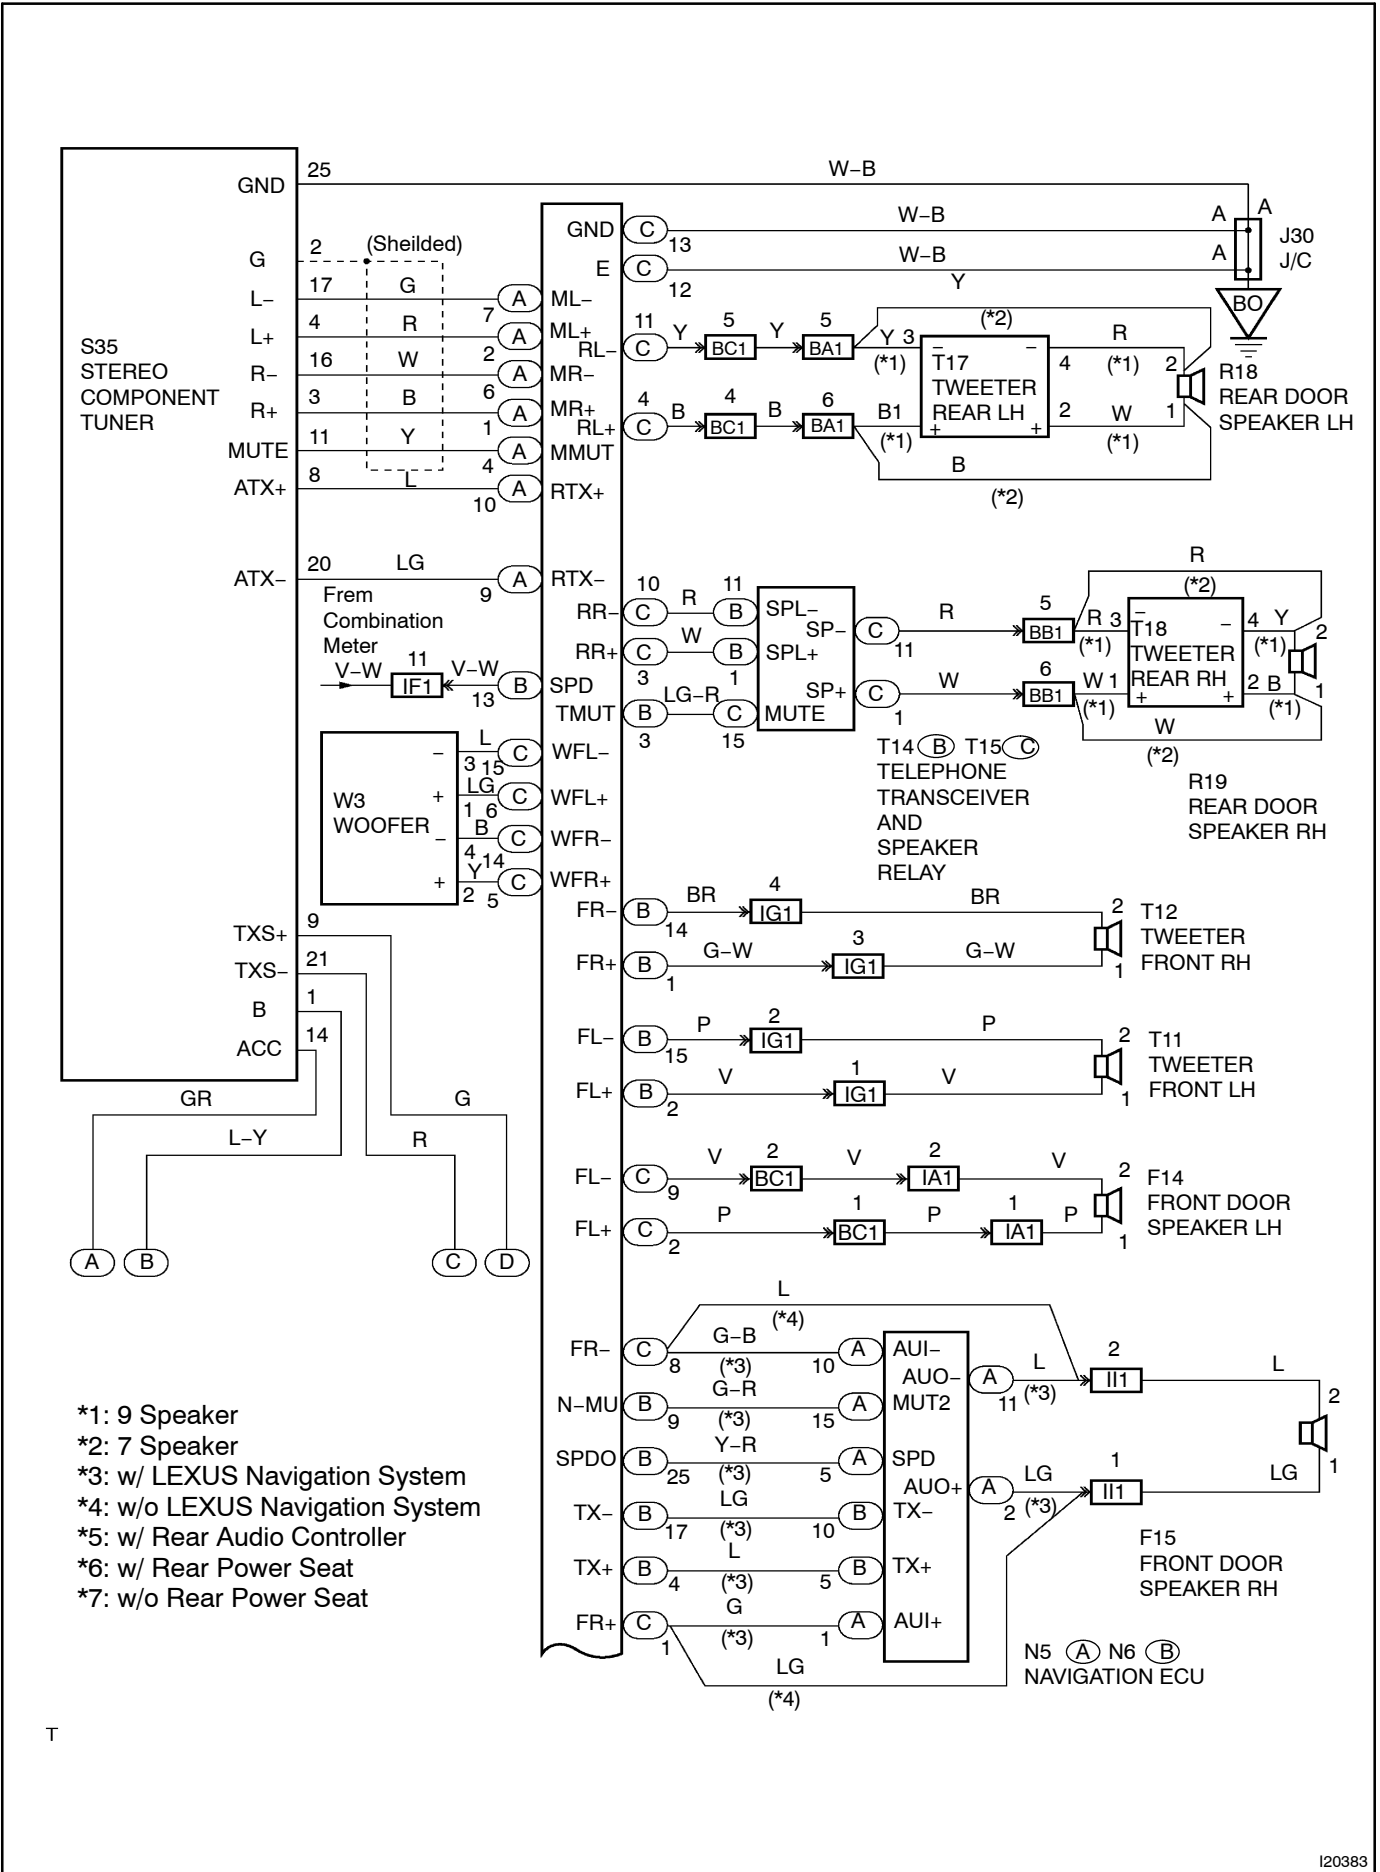 GND 25 W–B
GND C 13 W–B A A
J30
J/C
E C 12 W–B A
BO
G 2 (Sheilded)
L– 17 G 7 A ML–
L+ 4 R 2 A ML+
R– 16 W 6 A MR–
R+ 3 B 1 A MR+
MUTE 11 Y 4 A MMUT
ATX+ 8 L 10 A RTX+
ATX– 20 LG 9 A RTX–
S35
STEREO
COMPONENT
TUNER
Y
(*2)
RL– 11 C Y 5 BC1 Y 5 BA1 Y 3 (*1) – – 4 R (*1) 2
T17
TWEETER
REAR LH
RL+ 4 C B 4 BC1 B 6 BA1 B1 (*1) + + 2 W (*1) 1
B
(*2)
R18
REAR DOOR
SPEAKER LH
Frem
Combination
Meter
V–W 11 IF1 V–W 13 B SPD
R
(*2)
RR– 10 C R 11 B SPL–
RR+ C 3 W B 1 SPL+
TMUT B 3 LG–R C 15 MUTE
SP– C 11 R 5 BB1 R 3 (*1) – – 4 Y (*1) 2
T18
TWEETER
REAR RH
SP+ C 1 W 6 BB1 W 1 (*1) + + 2 B (*1) 1
W
(*2)
T14 B T15 C
TELEPHONE
TRANSCEIVER
AND
SPEAKER
RELAY
R19
REAR DOOR
SPEAKER RH
W3
WOOFER
– L 3 15 C WFL–
+ LG 1 6 C WFL+
– B 4 14 C WFR–
+ Y 2 5 C WFR+
FR– B 14 BR 4 IG1 BR 2
FR+ B 1 G–W 3 IG1 G–W 1
T12
TWEETER
FRONT RH
TXS+ 9
TXS– 21
B 1
ACC 14
GR
G
L–Y
R
A B C D
FL– B 15 P 2 IG1 P 2
FL+ B 2 V 1 IG1 V 1
T11
TWEETER
FRONT LH
FL– C 9 V 2 BC1 V 2 IA1 V 2
FL+ C 2 P 1 BC1 P 1 IA1 P 1
F14
FRONT DOOR
SPEAKER LH
L
(*4)
FR– C 8 G–B (*3) 10 A AUI–
AUO– A 11 L (*3) 2 II1 L 2
N–MU B 9 G–R (*3) 15 A MUT2
SPDO B 25 Y–R (*3) 5 A SPD
AUO+ A 2 LG (*3) 1 II1 LG 1
TX– B 17 LG (*3) 10 B TX–
TX+ B 4 L (*3) 5 B TX+
FR+ C 1 G (*3) 1 A AUI+
LG
(*4)
F15
FRONT DOOR
SPEAKER RH
N5 A N6 B
NAVIGATION ECU
*1: 9 Speaker
*2: 7 Speaker
*3: w/ LEXUS Navigation System
*4: w/o LEXUS Navigation System
*5: w/ Rear Audio Controller
*6: w/ Rear Power Seat
*7: w/o Rear Power Seat
T
I20383